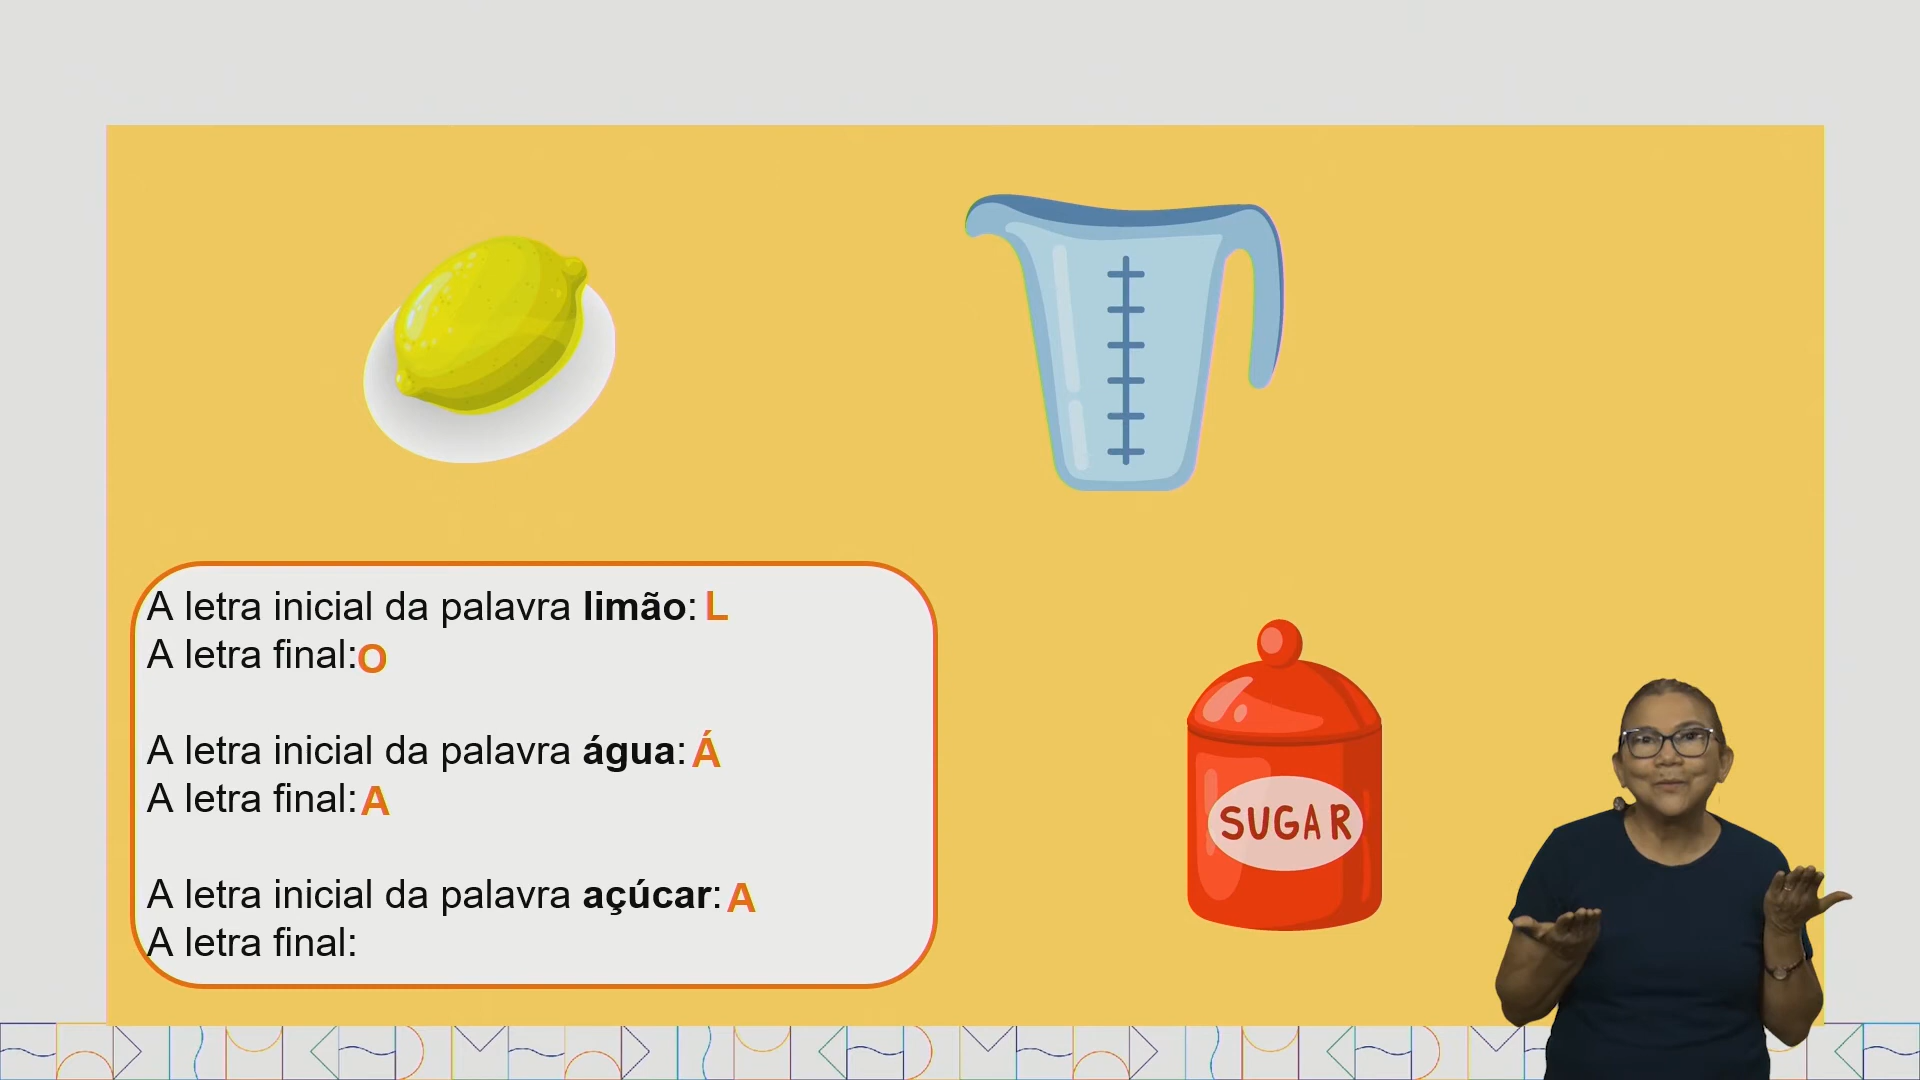 A letra inicial da palavra limão: L
A letra final: O
A letra inicial da palavra água: Á
A letra final: A
A letra inicial da palavra açúcar: A
A letra final:
SUGAR